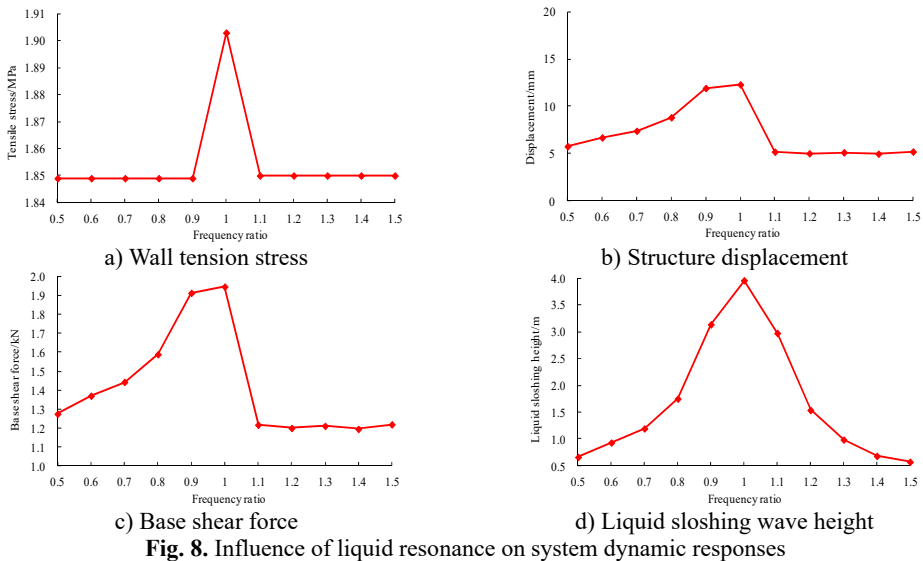 1.91
1.90
1.89
1.88
1.87
1.86
1.85
1.84
Tensile stress/MPa
0.5 0.6 0.7 0.8 0.9 1 1.1 1.2 1.3 1.4 1.5
Frequency ratio
a) Wall tension stress
20
15
10
5
0
Displacement/mm
0.5 0.6 0.7 0.8 0.9 1 1.1 1.2 1.3 1.4 1.5
Frequency ratio
b) Structure displacement
2.0
1.9
1.8
1.7
1.6
1.5
1.4
1.3
1.2
1.1
1.0
Base shear force/kN
0.5 0.6 0.7 0.8 0.9 1 1.1 1.2 1.3 1.4 1.5
Frequency ratio
c) Base shear force
4.0
3.5
3.0
2.5
2.0
1.5
1.0
0.5
Liquid sloshing height/m
0.5 0.6 0.7 0.8 0.9 1 1.1 1.2 1.3 1.4 1.5
Frequency ratio
d) Liquid sloshing wave height
Fig. 8. Influence of liquid resonance on system dynamic responses